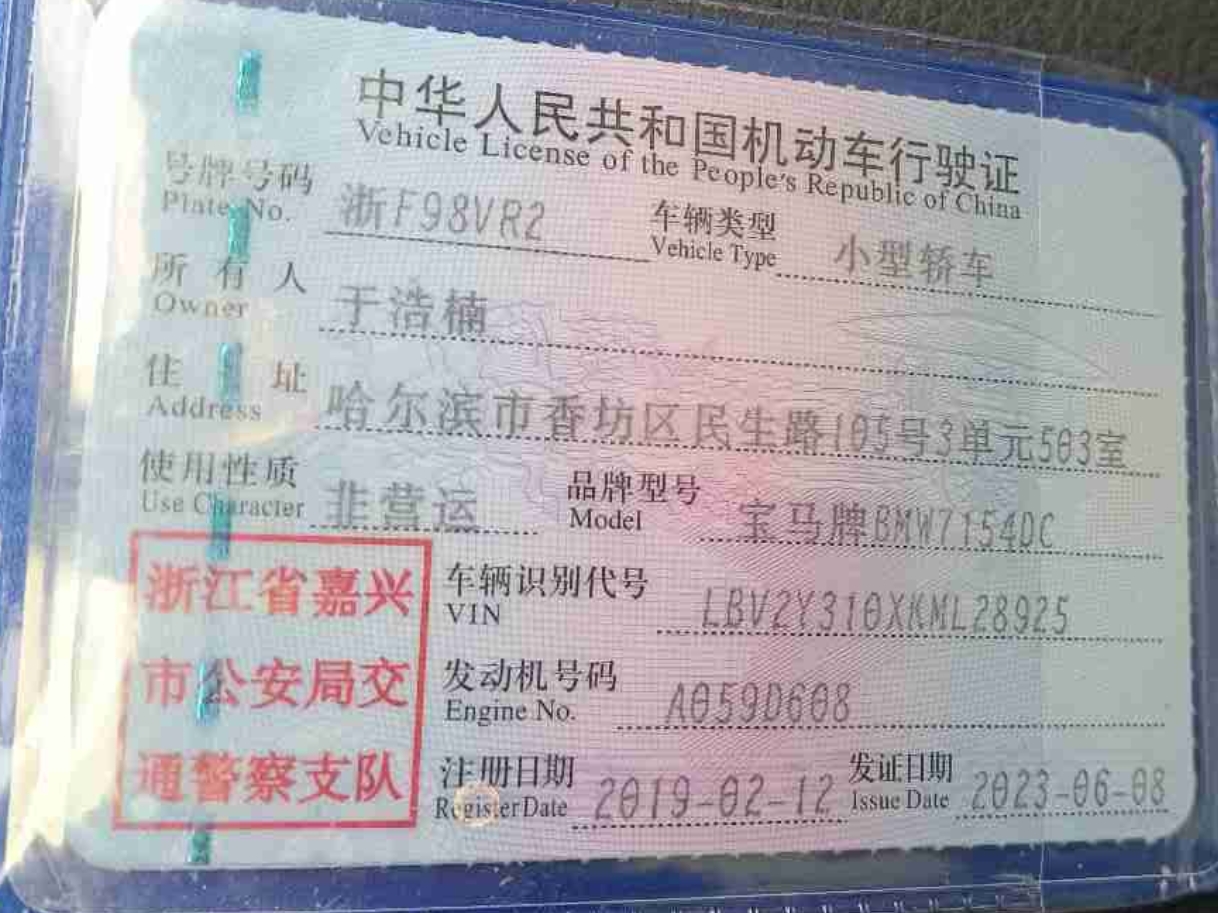 中华人民共和国机动车行驶证
Vehicle License of the People's Republic of China
号牌号码 浙F98VR2 车辆类型 小型轿车
Plate No. Vehicle Type
所有人 于浩楠
Owner
住址 哈尔滨市香坊区民生路105号3单元503室
Address
使用性质 非营运 品牌型号 宝马牌BMW7154DC
Use Character Model
浙江省嘉兴
市公安局交
通警察支队
车辆识别代号 LBV2Y310XKML28925
VIN
发动机号码 A059D608
Engine No.
注册日期 2019-02-12 发证日期 2023-06-08
Register Date Issue Date